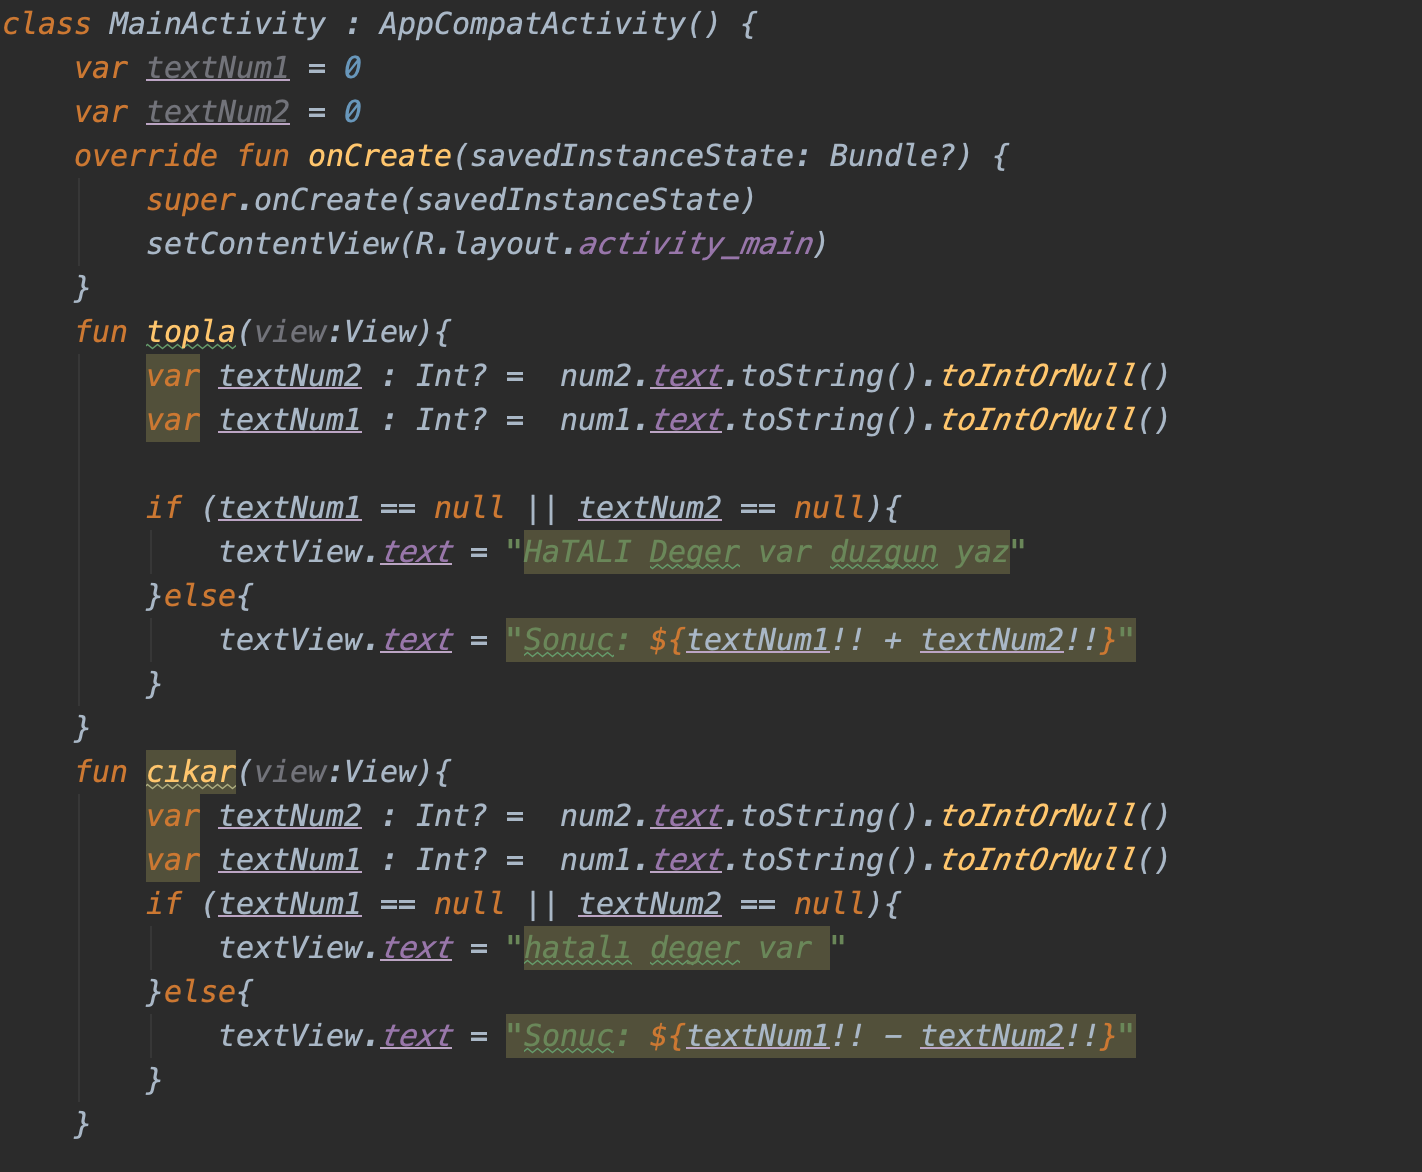 class MainActivity : AppCompatActivity() {
    var textNum1 = 0
    var textNum2 = 0
    override fun onCreate(savedInstanceState: Bundle?) {
        super.onCreate(savedInstanceState)
        setContentView(R.layout.activity_main)
    }
    fun topla(view:View){
        var textNum2 : Int? =  num2.text.toString().toIntOrNull()
        var textNum1 : Int? =  num1.text.toString().toIntOrNull()

        if (textNum1 == null || textNum2 == null){
            textView.text = "HaTALI Deger var duzgun yaz"
        }else{
            textView.text = "Sonuc: ${textNum1!! + textNum2!!}"
        }
    }
    fun cıkar(view:View){
        var textNum2 : Int? =  num2.text.toString().toIntOrNull()
        var textNum1 : Int? =  num1.text.toString().toIntOrNull()
        if (textNum1 == null || textNum2 == null){
            textView.text = "hatalı deger var "
        }else{
            textView.text = "Sonuc: ${textNum1!! - textNum2!!}"
        }
    }